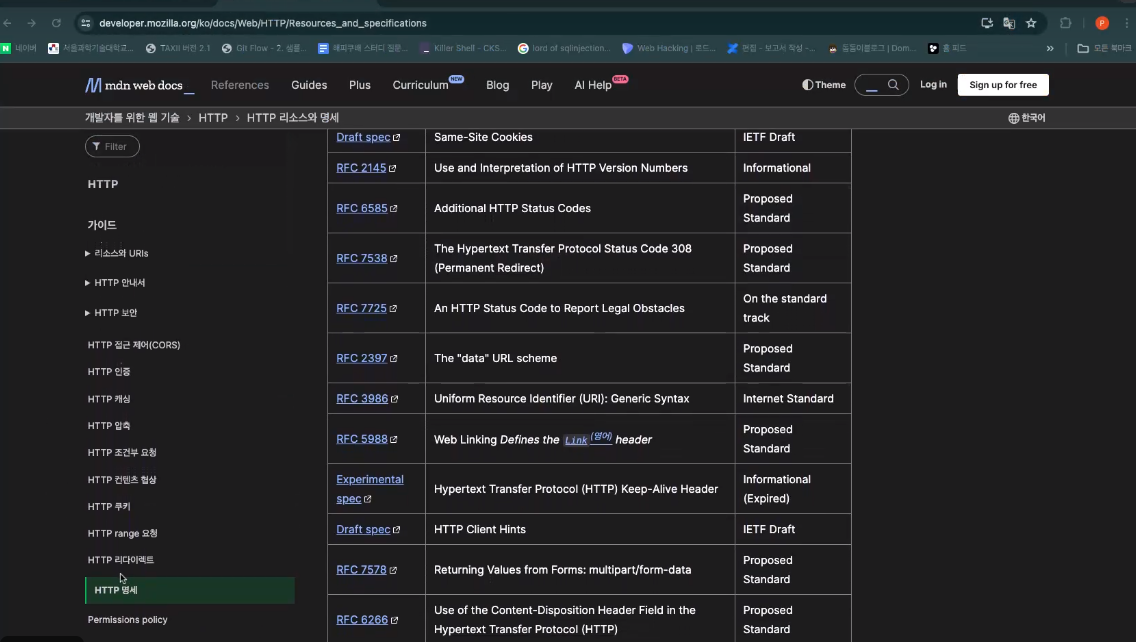 developer.mozilla.org/ko/docs/Web/HTTP/Resources_and_specifications
P
N 네이버
서울과학기술대학교...
TAXII 버전 2.1
Git Flow - 7. 샘플...
해피쿠배 스터디 질문...
Killer Shell - CKS...
lord of sqlinjection...
Web Hacking | 로드...
편집 - 보고서 작성 -...
홈 피드
»
모든 북마크
mdn web docs_
References
Guides
Plus
Curriculum NEW
Blog
Play
AI Help BETA
Theme
Log in
Sign up for free
개발자를 위한 웹 기술 › HTTP › HTTP 리소스와 명세
한국어
Filter
HTTP
가이드
리소스와 URIs
HTTP 안내서
HTTP 보안
HTTP 접근 제어(CORS)
HTTP 인증
HTTP 캐싱
HTTP 압축
HTTP 조건부 요청
HTTP 컨텐츠 협상
HTTP 쿠키
HTTP range 요청
HTTP 리다이렉트
HTTP 명세
Permissions policy
Draft spec Same-Site Cookies IETF Draft
RFC 2145 Use and Interpretation of HTTP Version Numbers Informational
RFC 6585 Additional HTTP Status Codes Proposed
Standard
RFC 7538 The Hypertext Transfer Protocol Status Code 308 Proposed
(Permanent Redirect) Standard
RFC 7725 An HTTP Status Code to Report Legal Obstacles On the standard
track
RFC 2397 The "data" URL scheme Proposed
Standard
RFC 3986 Uniform Resource Identifier (URI): Generic Syntax Internet Standard
RFC 5988 Web Linking Defines the Link (영어) header Proposed
Standard
Experimental Hypertext Transfer Protocol (HTTP) Keep-Alive Header Informational
spec (Expired)
Draft spec HTTP Client Hints IETF Draft
RFC 7578 Returning Values from Forms: multipart/form-data Proposed
Standard
RFC 6266 Use of the Content-Disposition Header Field in the Proposed
Hypertext Transfer Protocol (HTTP) Standard